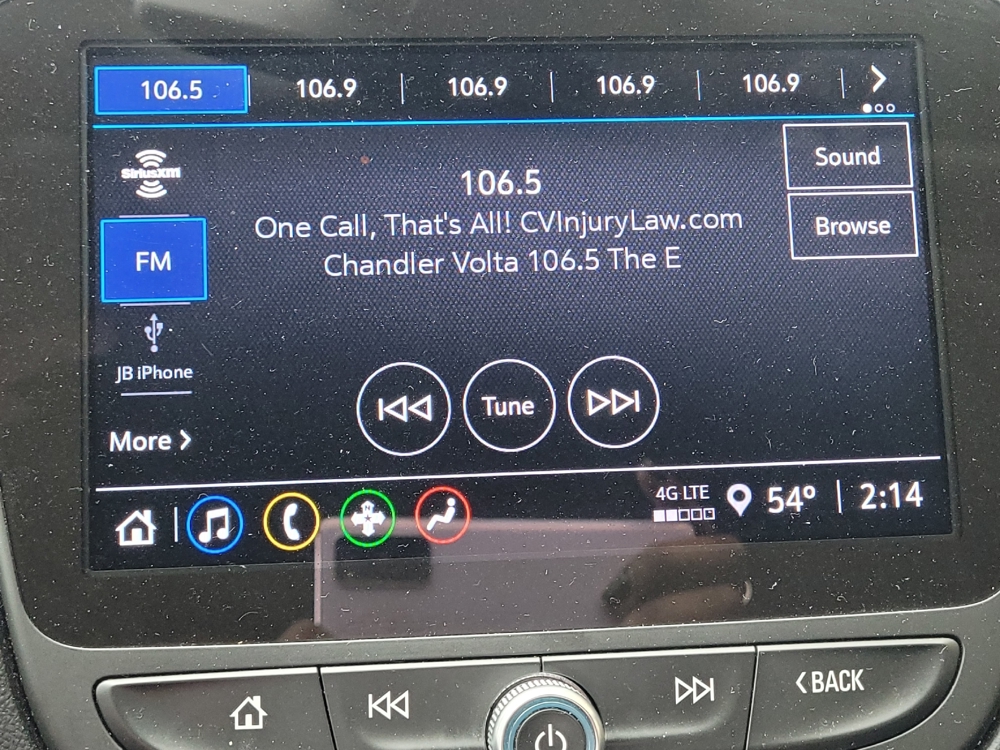 106.5 106.9 106.9 106.9 106.9
SiriusXM
FM
JB iPhone
More
106.5
One Call, That's All! CVInjuryLaw.com
Chandler Volta 106.5 The E
Sound
Browse
Tune
4G LTE
54° 2:14
BACK